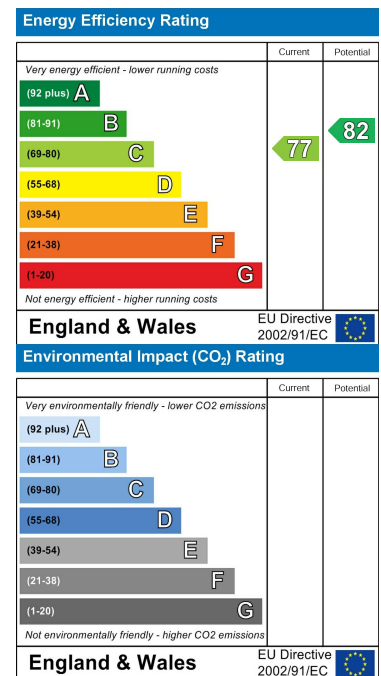 Energy Efficiency Rating
Current Potential
Very energy efficient - lower running costs
(92 plus) A
(81-91) B
(69-80) C
(55-68) D
(39-54) E
(21-38) F
(1-20) G
77
82
Not energy efficient - higher running costs
England & Wales
EU Directive
2002/91/EC
Environmental Impact (CO₂) Rating
Current Potential
Very environmentally friendly - lower CO2 emissions
(92 plus) A
(81-91) B
(69-80) C
(55-68) D
(39-54) E
(21-38) F
(1-20) G
Not environmentally friendly - higher CO2 emissions
England & Wales
EU Directive
2002/91/EC